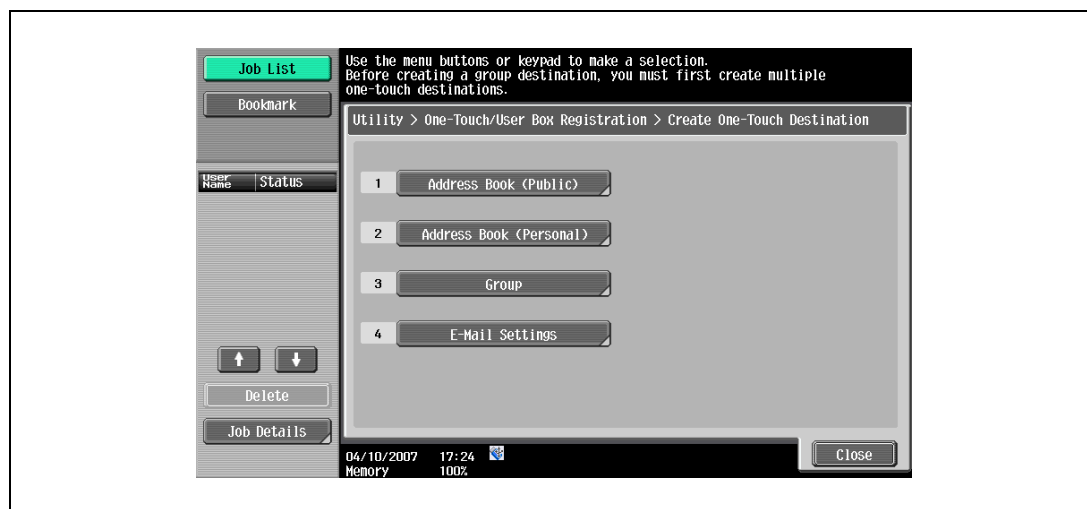 Job List
Bookmark
User Name
Status
Delete
Job Details
Use the menu buttons or keypad to make a selection.
Before creating a group destination, you must first create multiple
one-touch destinations.
Utility > One-Touch/User Box Registration > Create One-Touch Destination
1 Address Book (Public)
2 Address Book (Personal)
3 Group
4 E-Mail Settings
04/10/2007 17:24
Memory 100%
Close